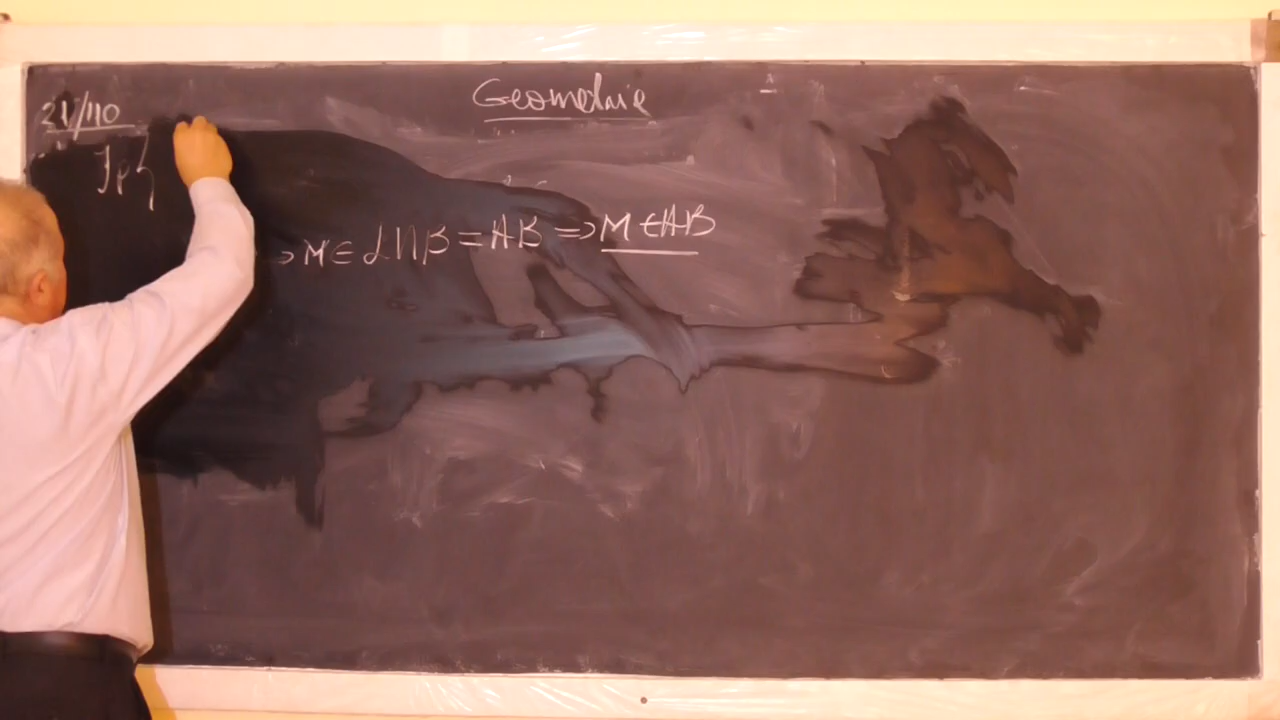 Geometrie
21/110
Ip
⇒ M ∈ α ∩ β = AB ⇒ M ∈ AB